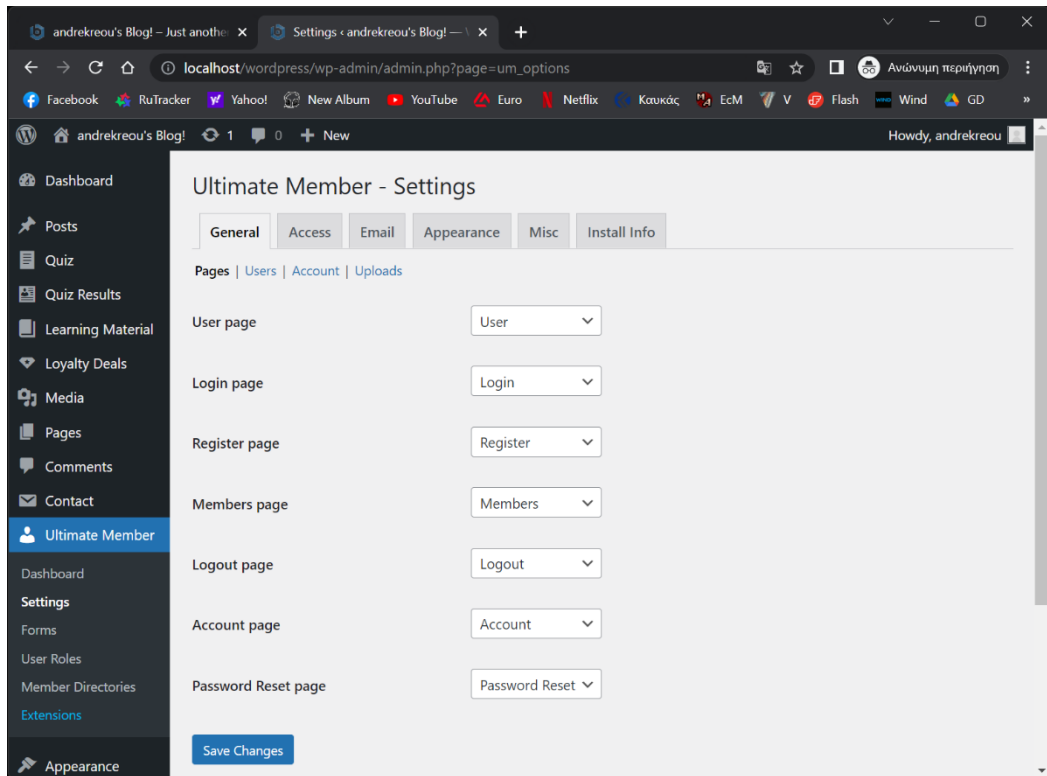 andrekreou's Blog! – Just another
Settings ‹ andrekreou's Blog! —
localhost/wordpress/wp-admin/admin.php?page=um_options
Ανώνυμη περιήγηση
Facebook RuTracker Yahoo! New Album YouTube Euro Netflix Καυκάς EcM V Flash Wind GD »
andrekreou's Blog! 1 0 + New
Howdy, andrekreou
Dashboard
Posts
Quiz
Quiz Results
Learning Material
Loyalty Deals
Media
Pages
Comments
Contact
Ultimate Member
Dashboard
Settings
Forms
User Roles
Member Directories
Extensions
Appearance
Ultimate Member - Settings
General Access Email Appearance Misc Install Info
Pages | Users | Account | Uploads
User page User
Login page Login
Register page Register
Members page Members
Logout page Logout
Account page Account
Password Reset page Password Reset
Save Changes